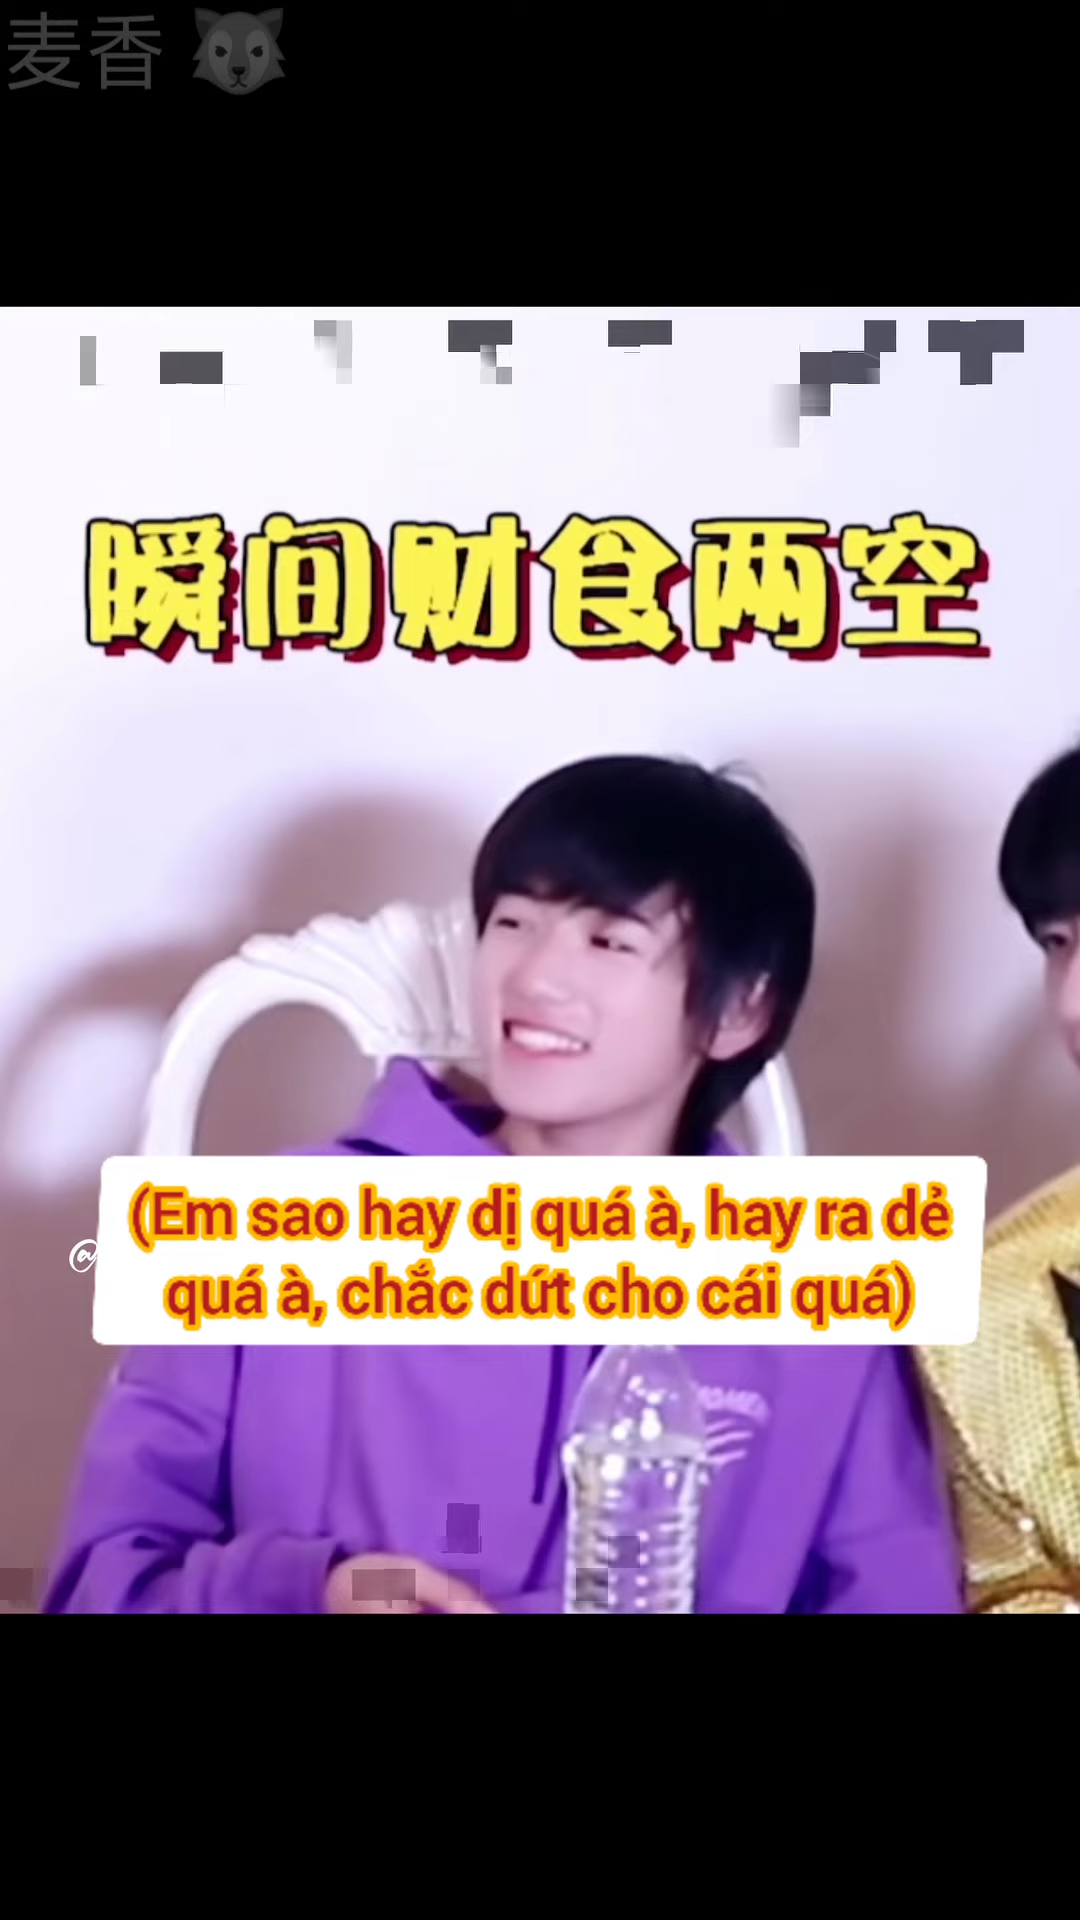 麦香
瞬间财食两空
(Em sao hay dị quá à, hay ra dẻ
quá à, chắc dứt cho cái quá)
@